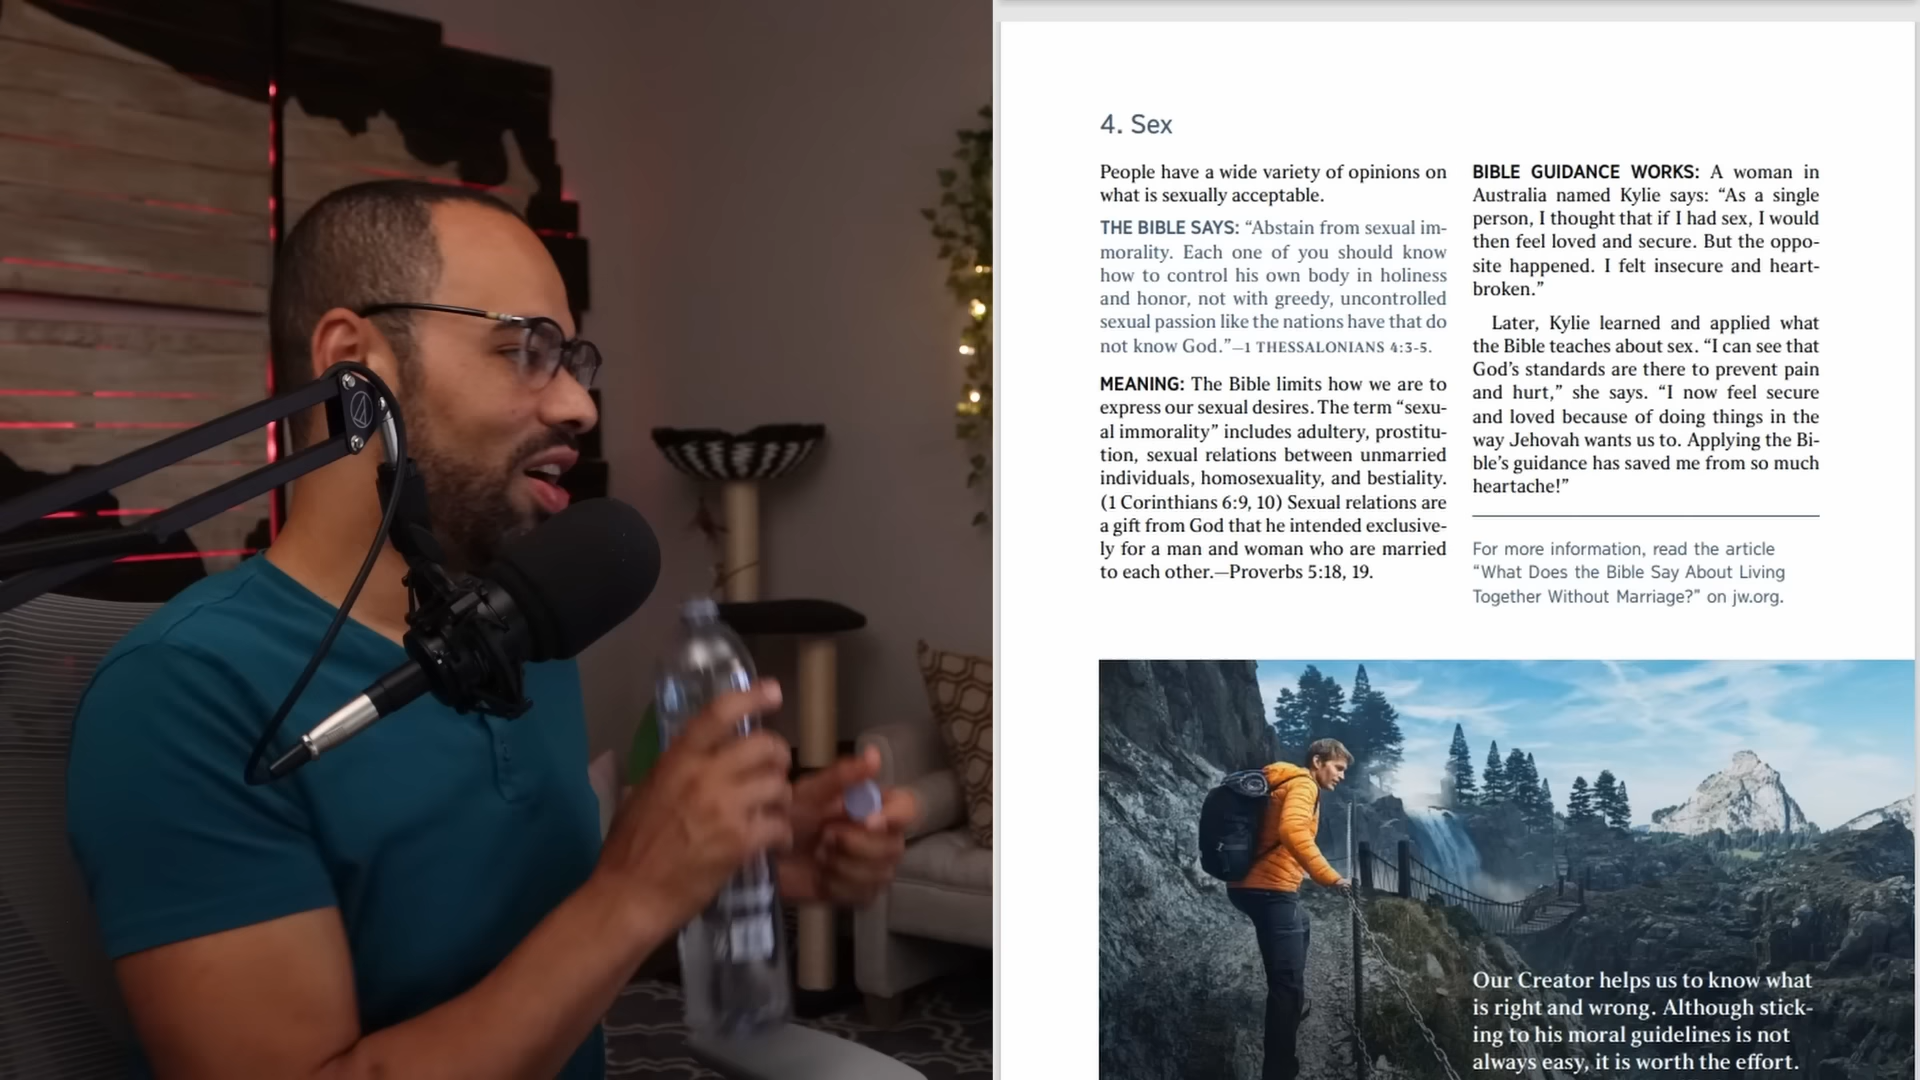 4. Sex
People have a wide variety of opinions on
what is sexually acceptable.
THE BIBLE SAYS: “Abstain from sexual im-
morality. Each one of you should know
how to control his own body in holiness
and honor, not with greedy, uncontrolled
sexual passion like the nations have that do
not know God.”—1 THESSALONIANS 4:3-5.
MEANING: The Bible limits how we are to
express our sexual desires. The term “sexu-
al immorality” includes adultery, prostitu-
tion, sexual relations between unmarried
individuals, homosexuality, and bestiality.
(1 Corinthians 6:9, 10) Sexual relations are
a gift from God that he intended exclusive-
ly for a man and woman who are married
to each other.—Proverbs 5:18, 19.
BIBLE GUIDANCE WORKS: A woman in
Australia named Kylie says: “As a single
person, I thought that if I had sex, I would
then feel loved and secure. But the oppo-
site happened. I felt insecure and heart-
broken.”
Later, Kylie learned and applied what
the Bible teaches about sex. “I can see that
God’s standards are there to prevent pain
and hurt,” she says. “I now feel secure
and loved because of doing things in the
way Jehovah wants us to. Applying the Bi-
ble’s guidance has saved me from so much
heartache!”
For more information, read the article
“What Does the Bible Say About Living
Together Without Marriage?” on jw.org.
Our Creator helps us to know what
is right and wrong. Although stick-
ing to his moral guidelines is not
always easy, it is worth the effort.